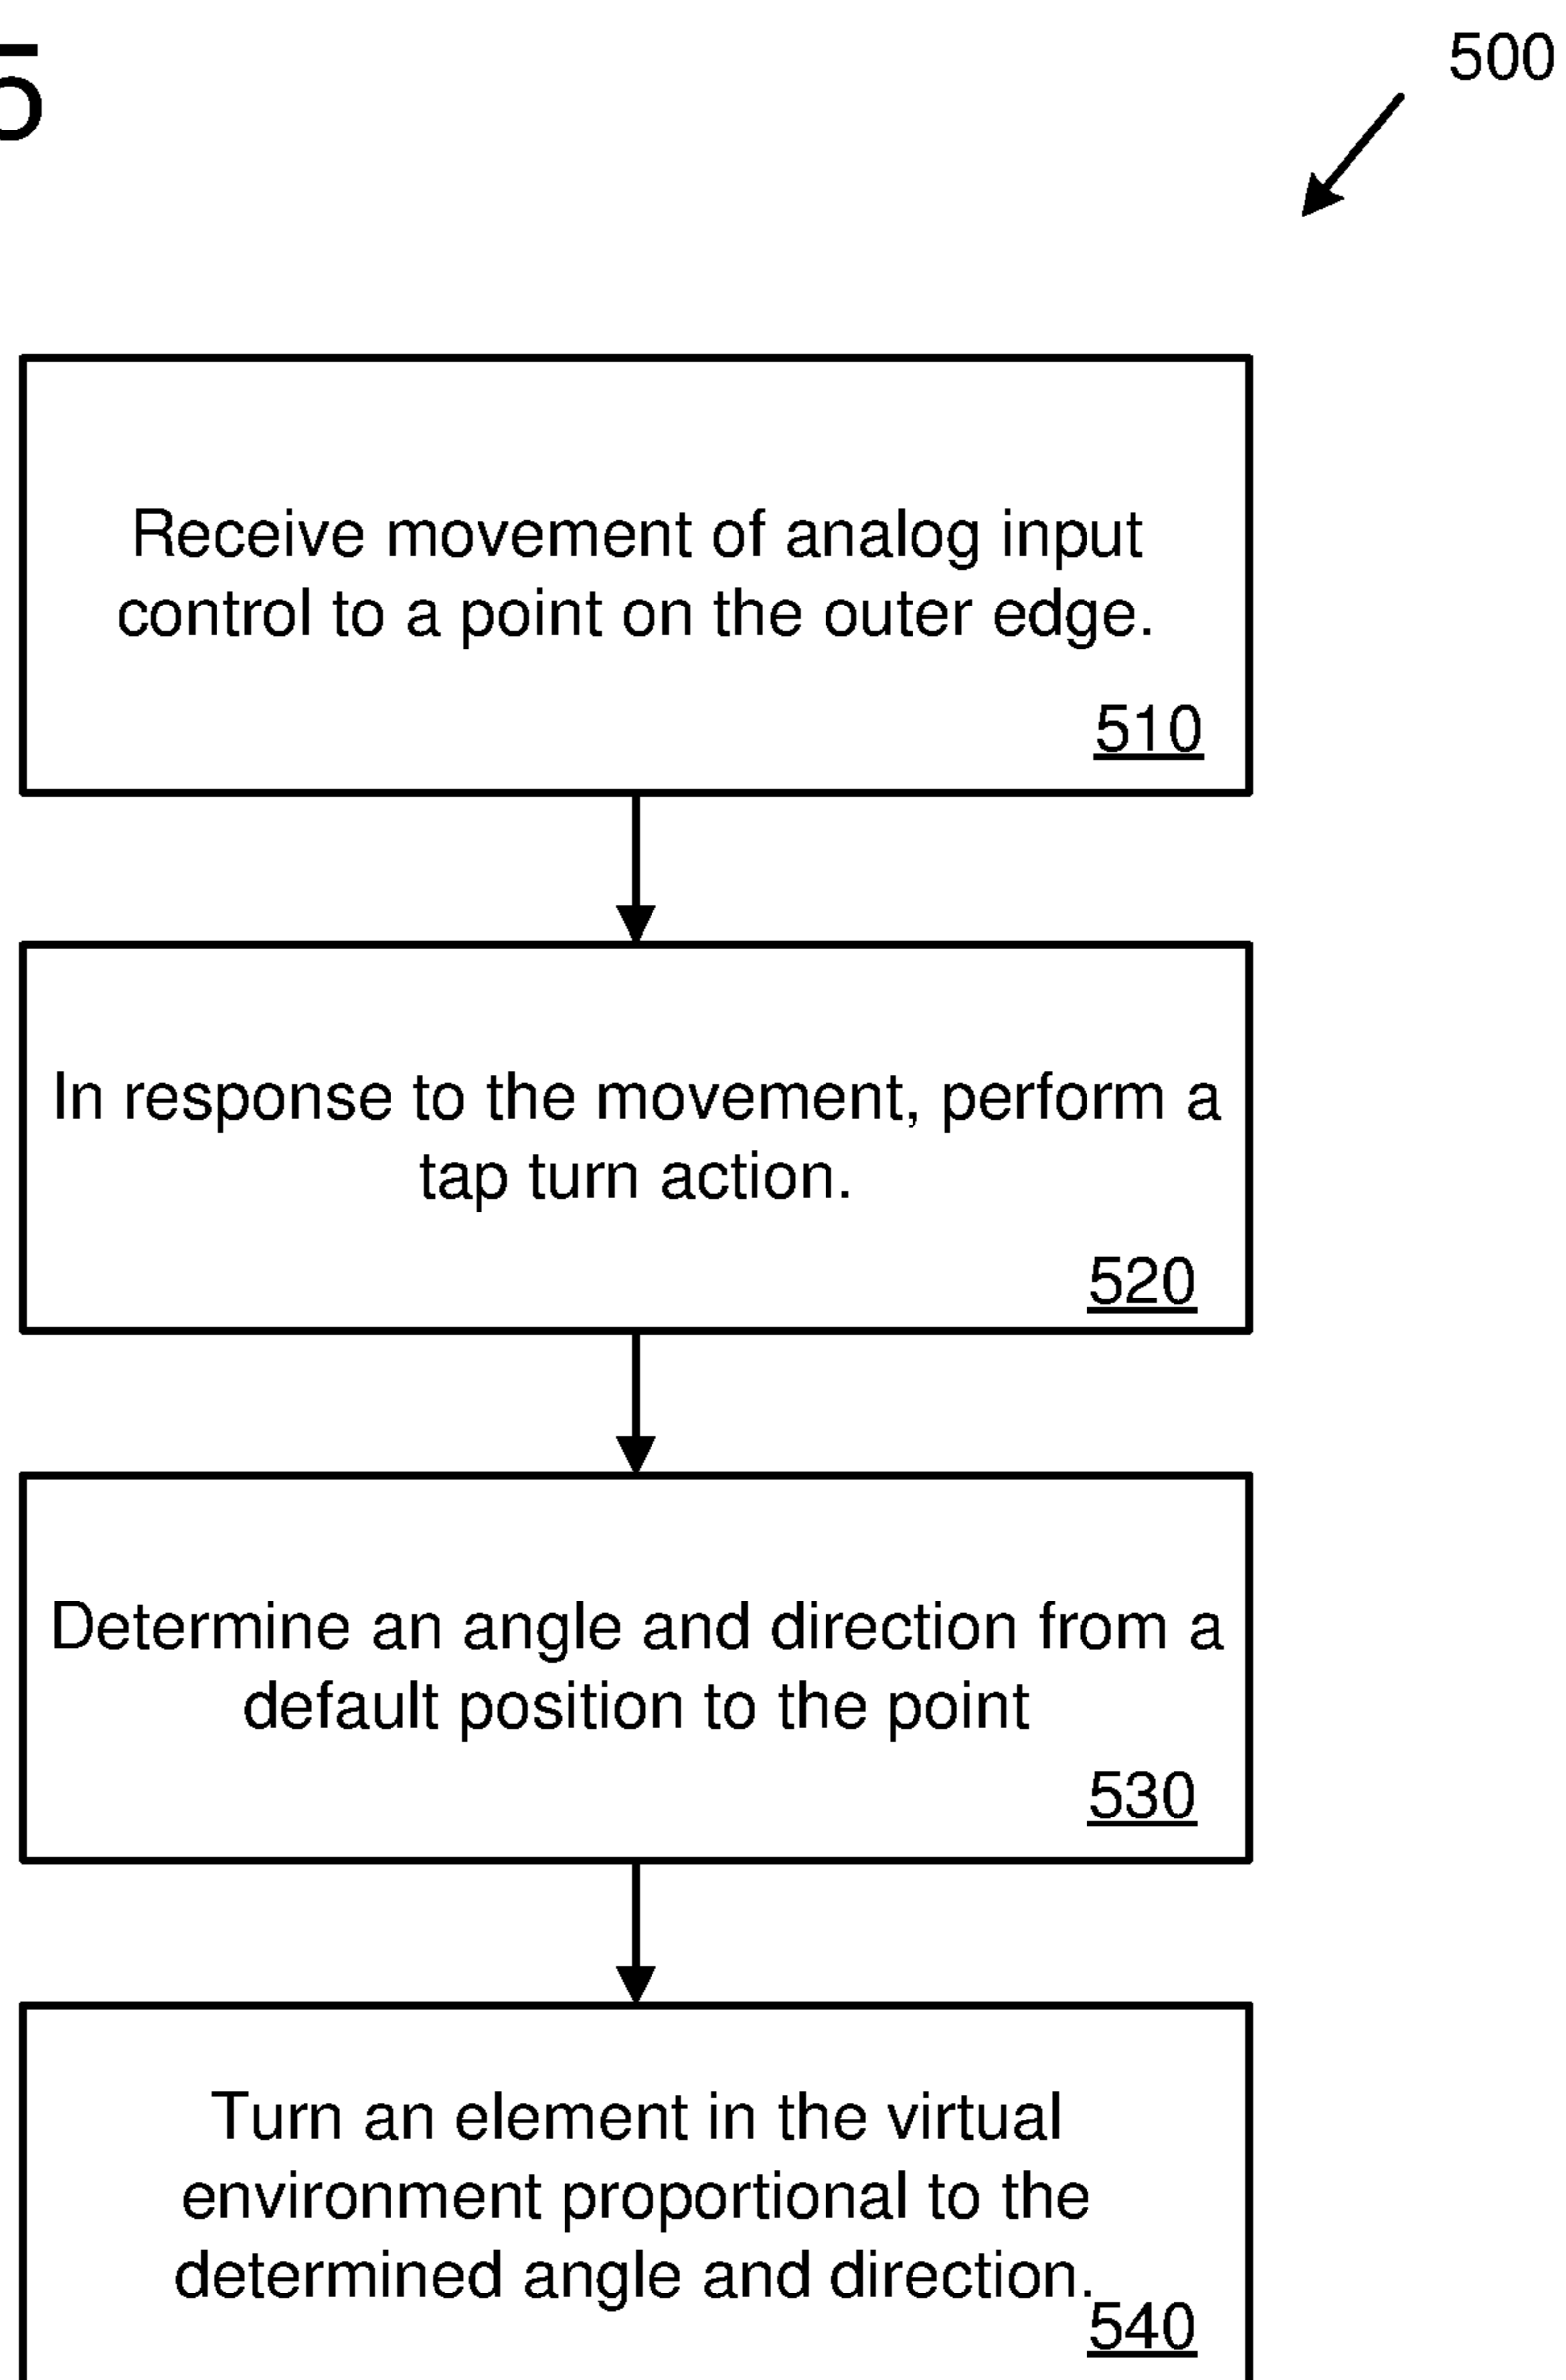 5
500
Receive movement of analog input
control to a point on the outer edge.
510
In response to the movement, perform a
tap turn action.
520
Determine an angle and direction from a
default position to the point
530
Turn an element in the virtual
environment proportional to the
determined angle and direction.
540